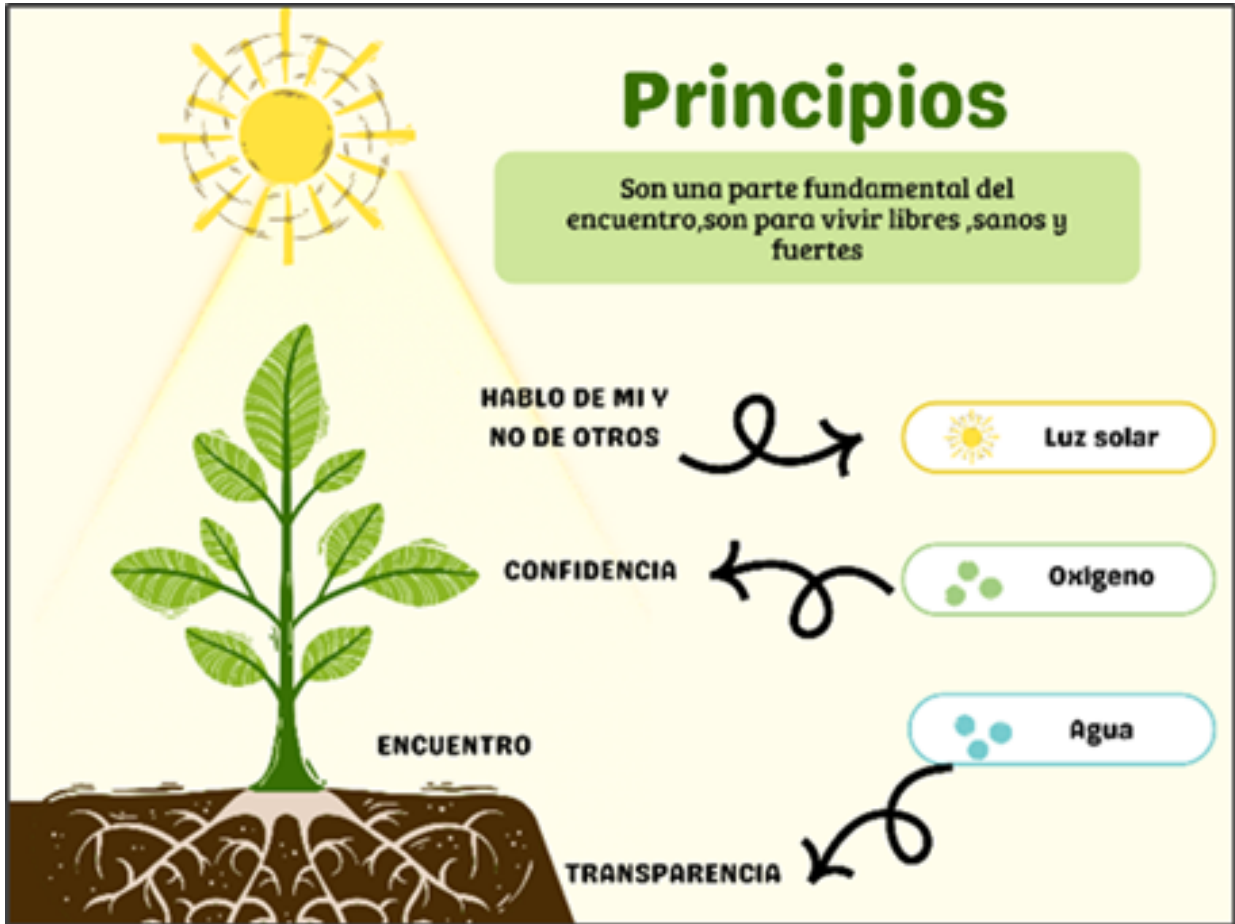 Principios
Son una parte fundamental del
encuentro,son para vivir libres ,sanos y
fuertes
HABLO DE MI Y
NO DE OTROS
Luz solar
CONFIDENCIA
Oxigeno
Agua
ENCUENTRO
TRANSPARENCIA